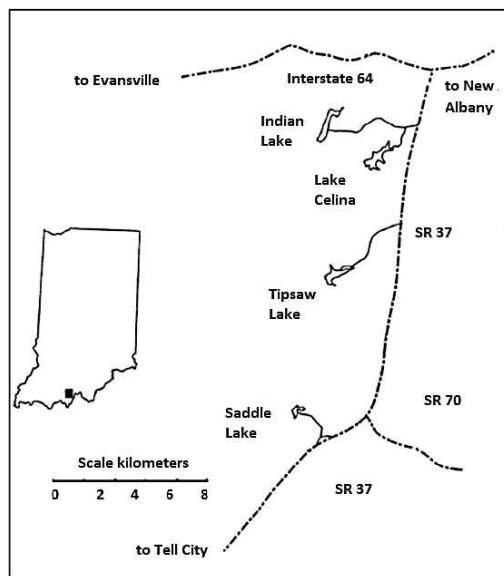 to Evansville
Interstate 64
to New
Albany
Indian
Lake
Lake
Celina
SR 37
Tipsaw
Lake
Saddle
Lake
SR 70
Scale kilometers
0 2 4 6 8
SR 37
to Tell City